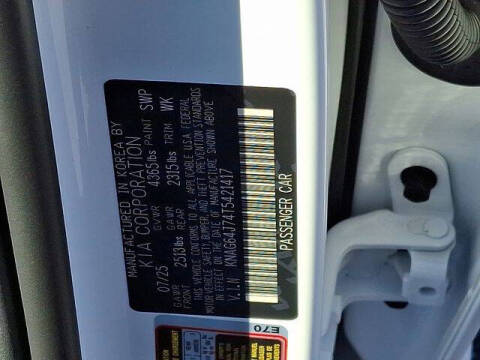 MANUFACTURED IN KOREA BY
KIA CORPORATION
07/25 GVWR 4365lbs PAINT SWP
GAWR FRONT 2513lbs GAWR REAR 2315lbs TRIM WK
THIS VEHICLE CONFORMS TO ALL APPLICABLE U.S.A FEDERAL
MOTOR VEHICLE SAFETY BUMPER, AND THEFT PREVENTION STANDARDS
IN EFFECT ON THE DATE OF MANUFACTURE SHOWN ABOVE
V.I.N: KNAG64J74T5421417
PASSENGER CAR
E70